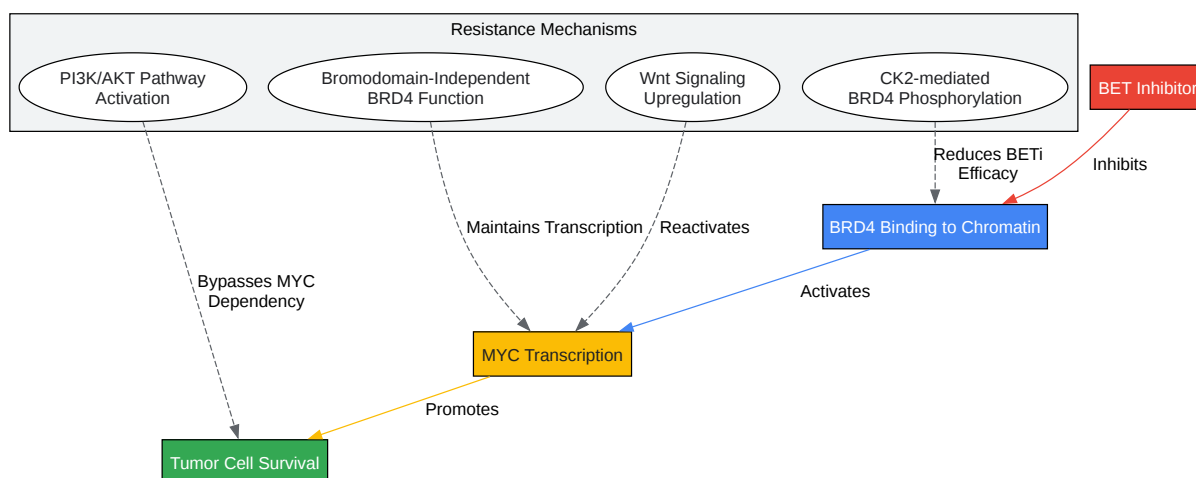 Resistance Mechanisms
PI3K/AKT Pathway
Activation
Bromodomain-Independent
BRD4 Function
Wnt Signaling
Upregulation
CK2-mediated
BRD4 Phosphorylation
BET Inhibitor
Reduces BETi
Efficacy
Inhibits
BRD4 Binding to Chromatin
Maintains Transcription
Reactivates
Bypasses MYC
Dependency
Activates
MYC Transcription
Promotes
Tumor Cell Survival